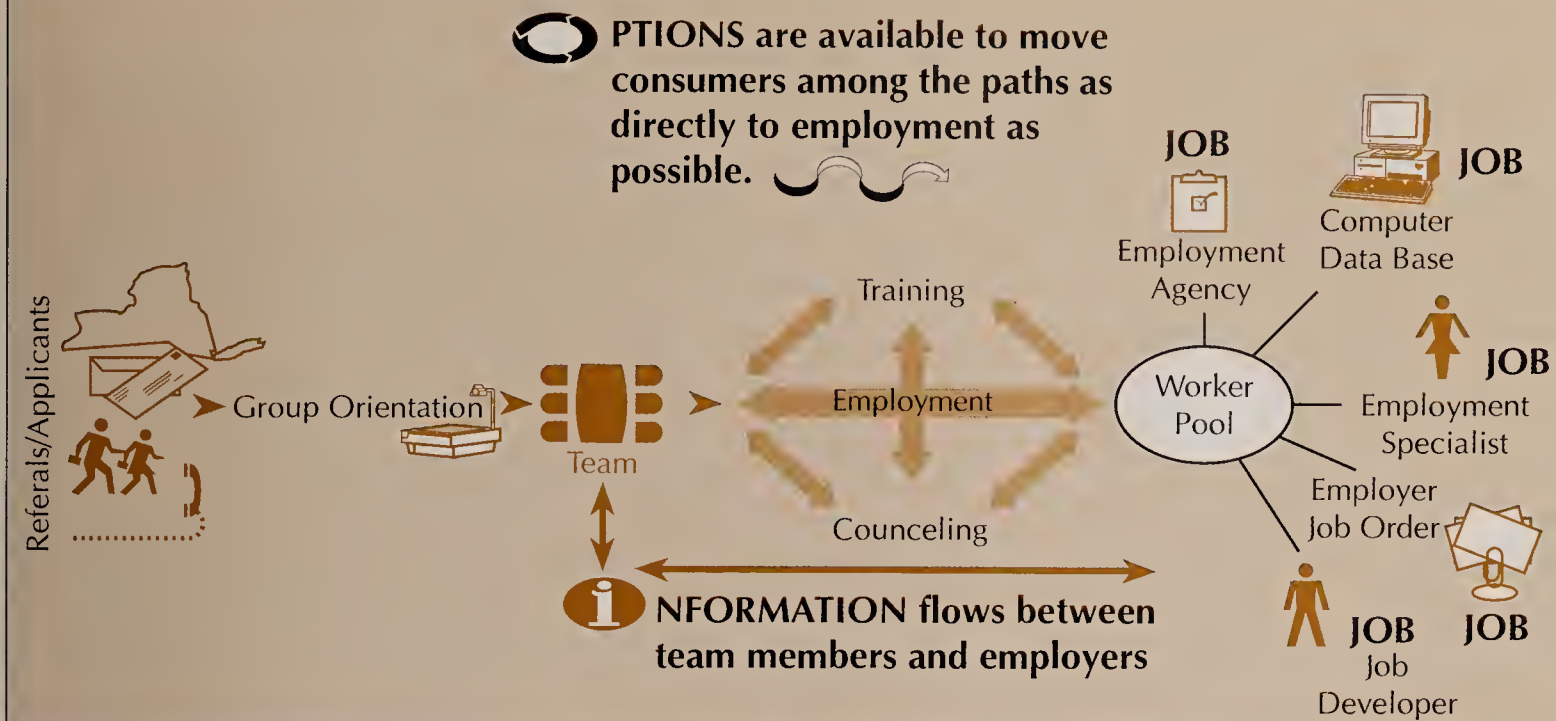 PTIONS are available to move
consumers among the paths as
directly to employment as
possible.
Referals/Applicants
Group Orientation
Team
Training
Employment
Counceling
i NFORMATION flows between
team members and employers
Worker
Pool
JOB
Employment
Agency
JOB
Computer
Data Base
JOB
Employment
Specialist
Employer
Job Order
JOB
JOB
Job
Developer